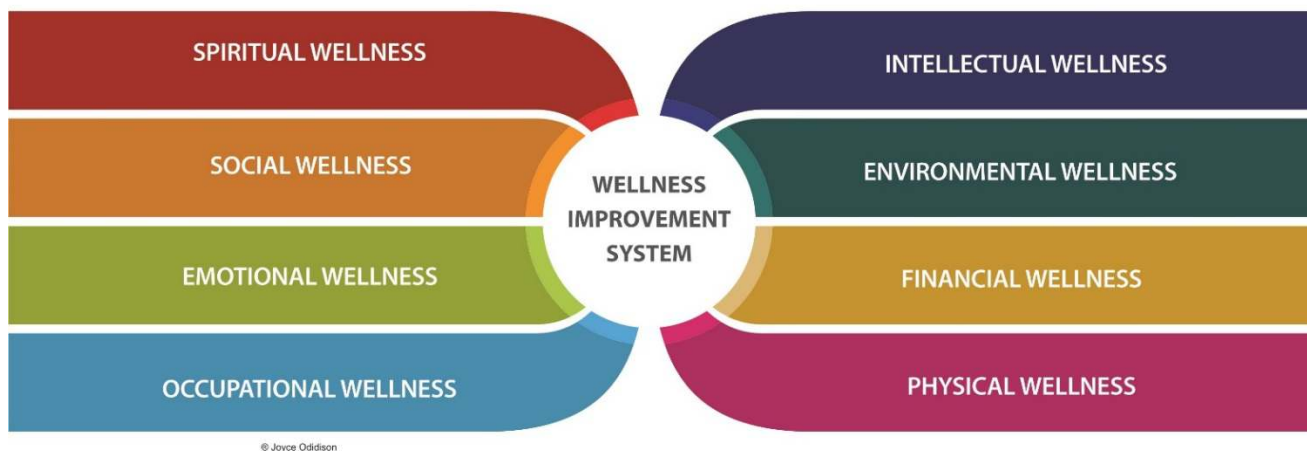 SPIRITUAL WELLNESS
SOCIAL WELLNESS
EMOTIONAL WELLNESS
OCCUPATIONAL WELLNESS
WELLNESS
IMPROVEMENT
SYSTEM
INTELLECTUAL WELLNESS
ENVIRONMENTAL WELLNESS
FINANCIAL WELLNESS
PHYSICAL WELLNESS
® Joyce Odidison